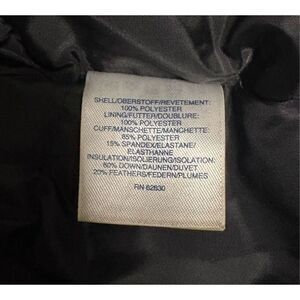 SHELL/OBERSTOFF/REVETEMENT:
100% POLYESTER
LINING/FUTTER/DOUBLURE:
100% POLYESTER
CUFF/MANSCHETTE/MANCHETTE:
85% POLYESTER
15% SPANDEX/ELASTANE/
ELASTHANNE
INSULATION/ISOLIERUNG/ISOLATION:
80% DOWN/DAUNEN/DUVET
20% FEATHERS/FEDERN/PLUMES
RN 62830